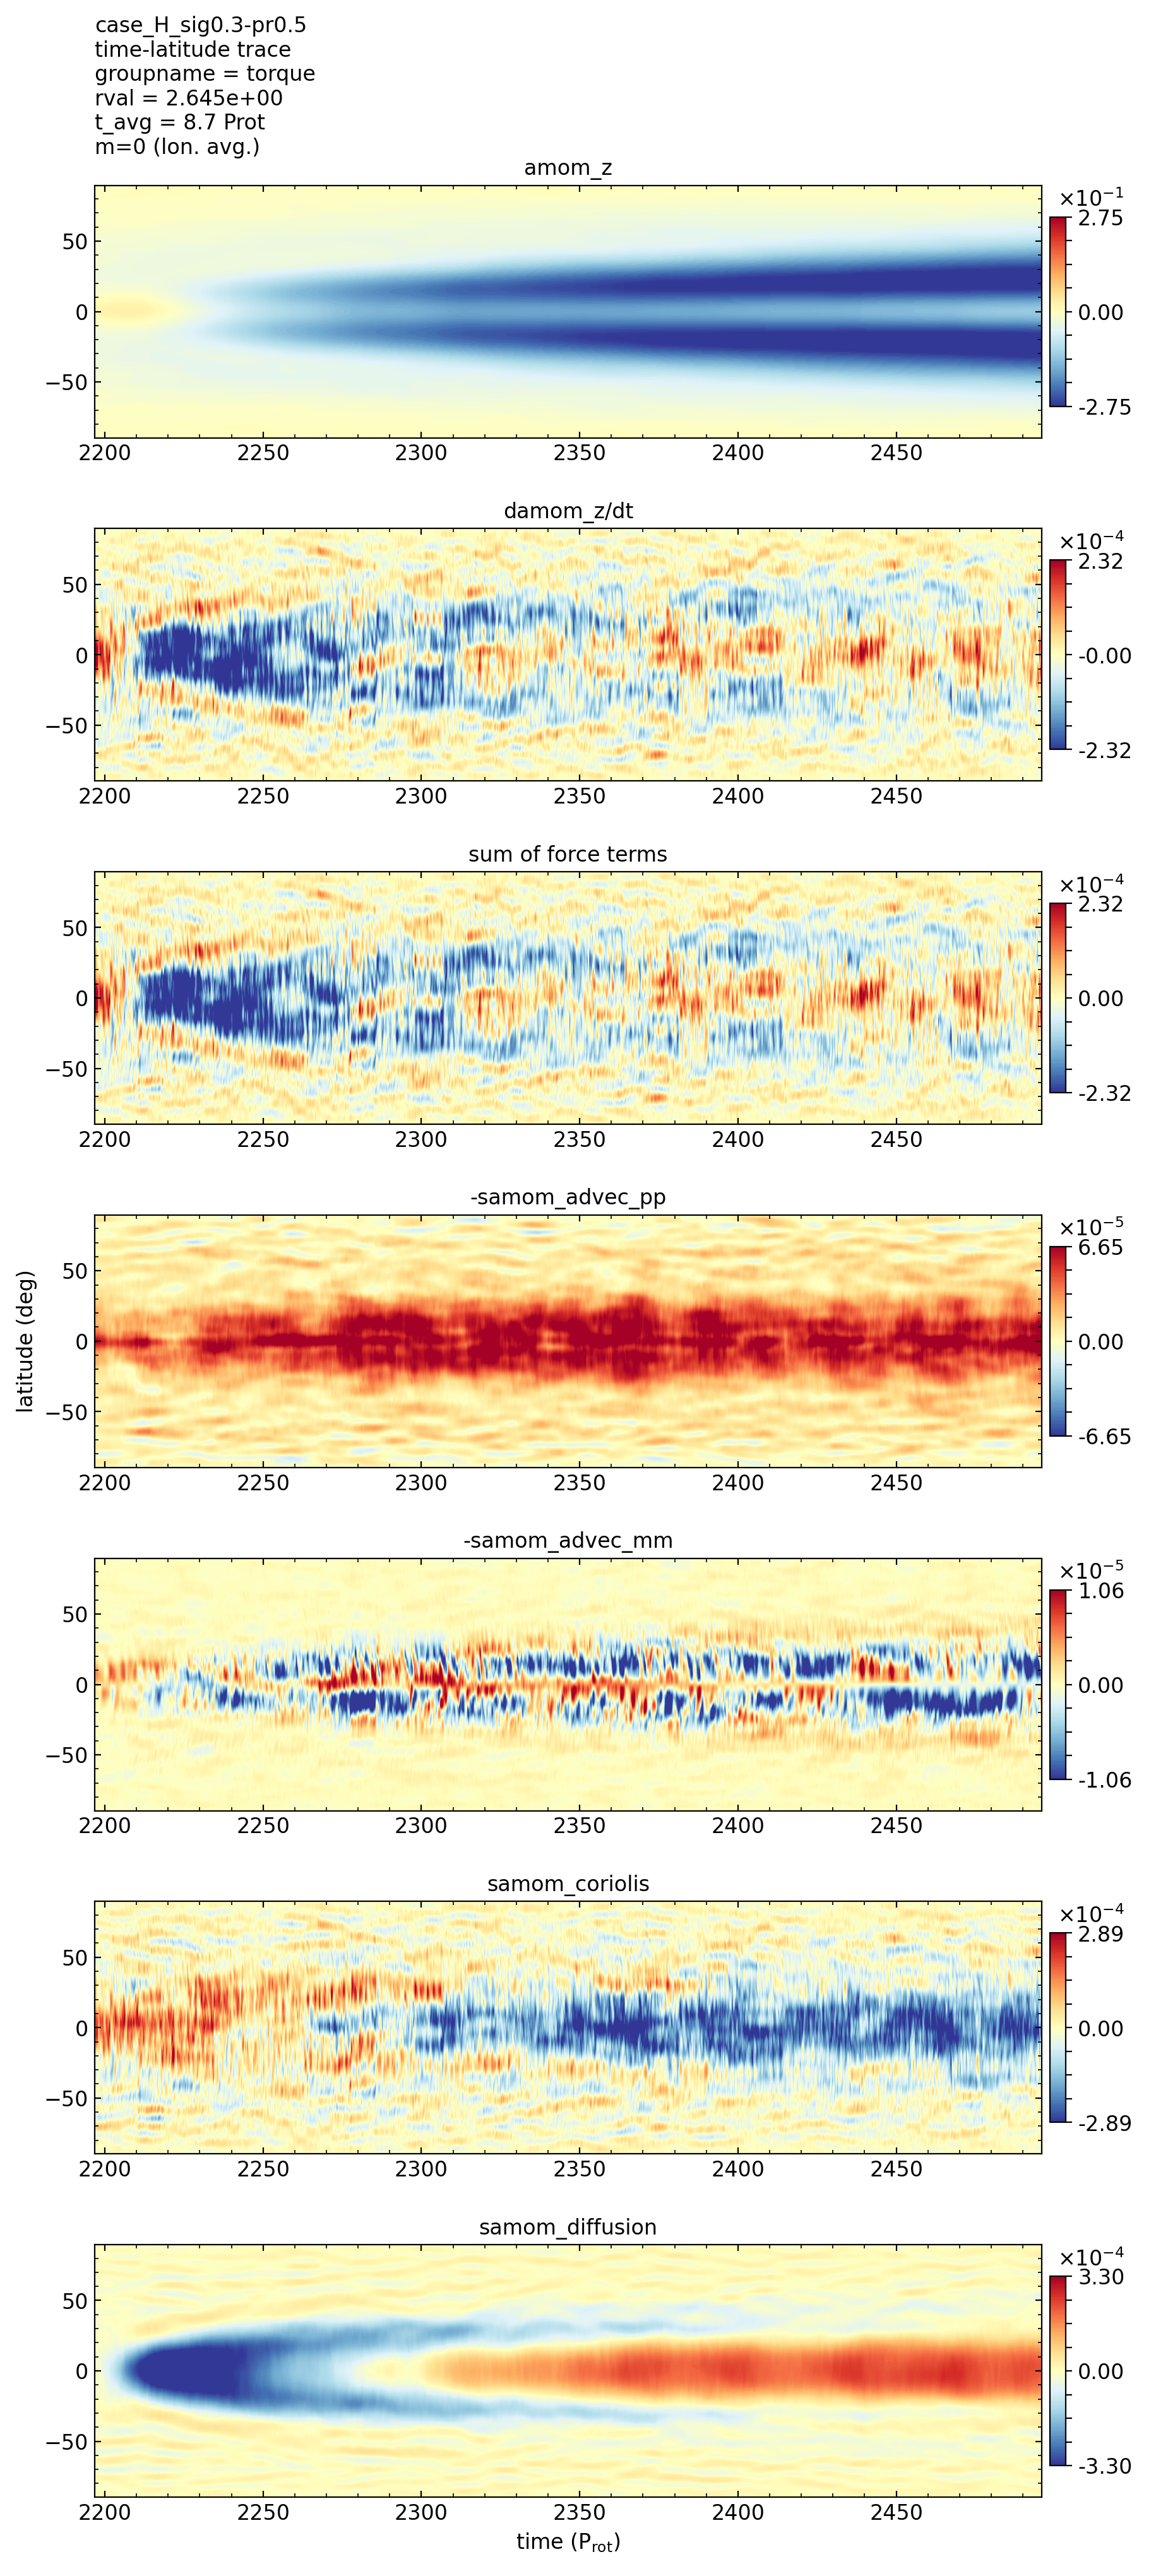 case_H_sig0.3-pr0.5
time-latitude trace
groupname = torque
rval = 2.645e+00
t_avg = 8.7 Prot
m=0 (lon. avg.)
amom_z
×10⁻¹
2.75
0.00
-2.75
50
0
−50
2200 2250 2300 2350 2400 2450
damom_z/dt
×10⁻⁴
2.32
-0.00
-2.32
50
0
−50
2200 2250 2300 2350 2400 2450
sum of force terms
×10⁻⁴
2.32
0.00
-2.32
50
0
−50
2200 2250 2300 2350 2400 2450
-samom_advec_pp
×10⁻⁵
6.65
0.00
-6.65
50
0
−50
latitude (deg)
2200 2250 2300 2350 2400 2450
-samom_advec_mm
×10⁻⁵
1.06
0.00
-1.06
50
0
−50
2200 2250 2300 2350 2400 2450
samom_coriolis
×10⁻⁴
2.89
0.00
-2.89
50
0
−50
2200 2250 2300 2350 2400 2450
samom_diffusion
×10⁻⁴
3.30
0.00
-3.30
50
0
−50
2200 2250 2300 2350 2400 2450
time (P_rot)